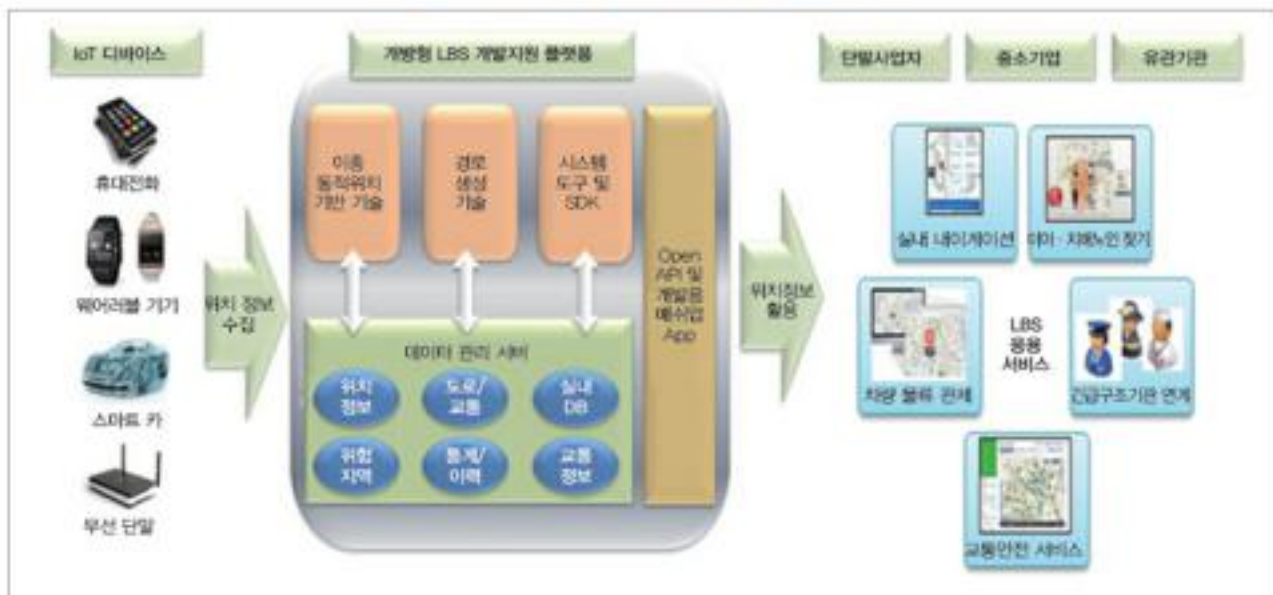 IoT 디바이스
휴대전화
웨어러블 기기
스마트 카
무선 단말
위치 정보
수집
개방형 LBS 개발지원 플랫폼
이종
동적위치
기반 기술
경로
생성
기술
시스템
도구 및
SDK
데이터 관리 서버
위치
정보
도로/
교통
실내
DB
위험
지역
통계/
이력
교통
정보
Open
API 및
개발용
매쉬업
App
위치정보
활용
단말사업자
중소기업
유관기관
실내 내비게이션
미아·치매노인 찾기
차량 물류 관제
LBS
응용
서비스
긴급구조기관 연계
교통안전 서비스